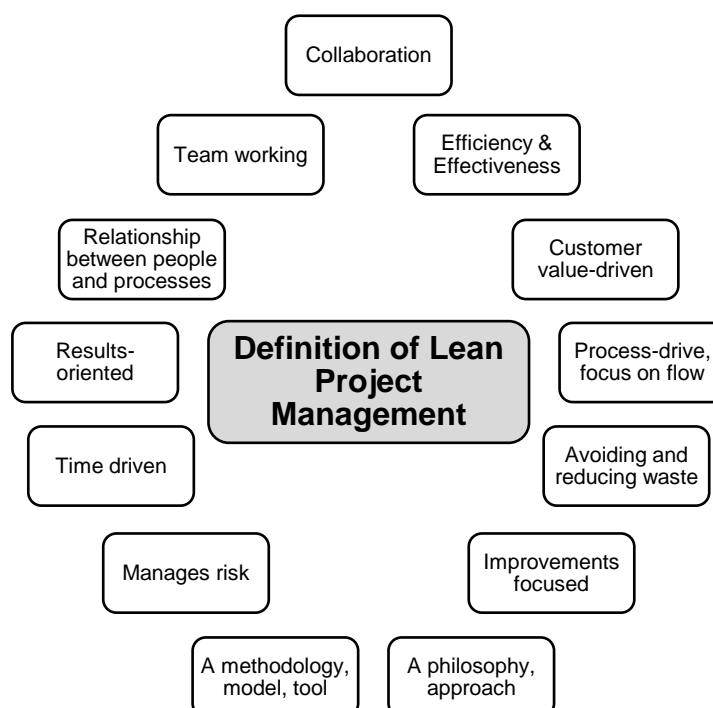 Collaboration
Team working
Efficiency &
Effectiveness
Relationship
between people
and processes
Customer
value-driven
Results-
oriented
Definition of Lean
Project
Management
Process-drive,
focus on flow
Time driven
Avoiding and
reducing waste
Manages risk
Improvements
focused
A methodology,
model, tool
A philosophy,
approach